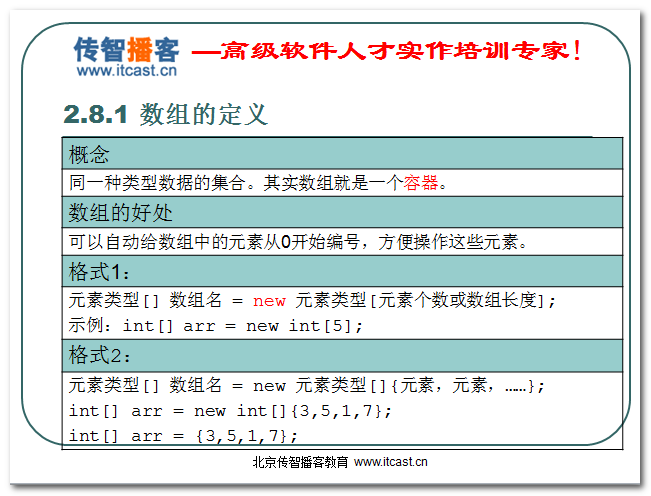 传智播客 —高级软件人才实作培训专家!
www.itcast.cn
2.8.1 数组的定义
概念
同一种类型数据的集合。其实数组就是一个容器。
数组的好处
可以自动给数组中的元素从0开始编号，方便操作这些元素。
格式1：
元素类型[] 数组名 = new 元素类型[元素个数或数组长度];
示例：int[] arr = new int[5];
格式2：
元素类型[] 数组名 = new 元素类型[]{元素，元素，……};
int[] arr = new int[]{3,5,1,7};
int[] arr = {3,5,1,7};
北京传智播客教育 www.itcast.cn